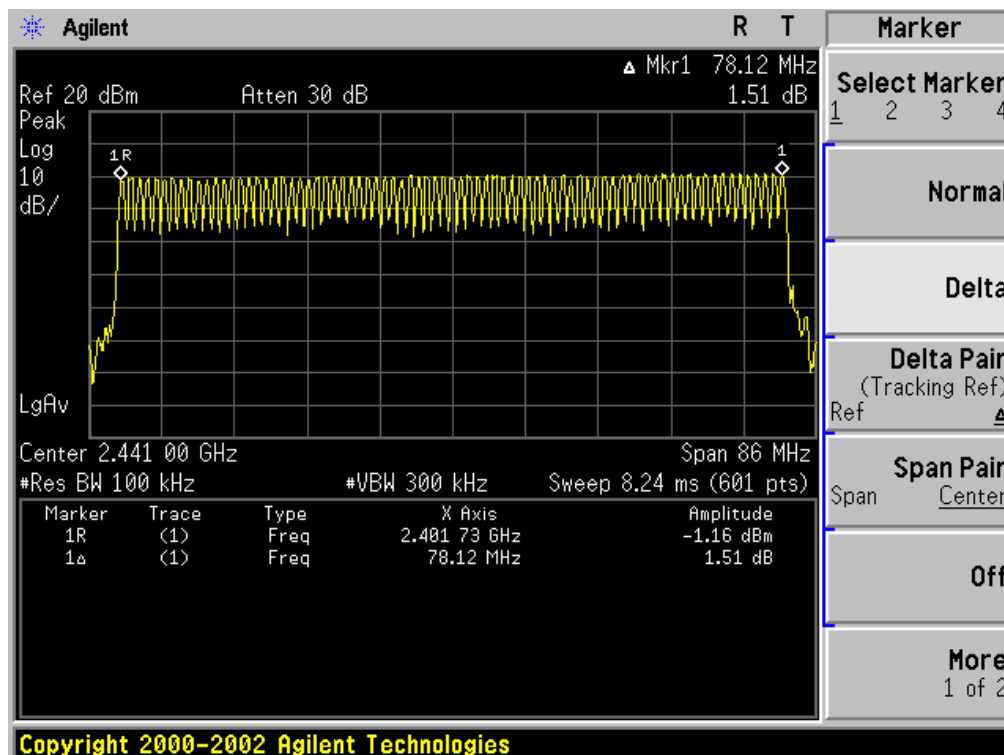 Agilent R T
Δ Mkr1 78.12 MHz
Ref 20 dBm Atten 30 dB 1.51 dB
Peak
Log
10
dB/
1R
1
LgAv
Center 2.441 00 GHz Span 86 MHz
#Res BW 100 kHz #VBW 300 kHz Sweep 8.24 ms (601 pts)
Marker Trace Type X Axis Amplitude
1R (1) Freq 2.401 73 GHz -1.16 dBm
1Δ (1) Freq 78.12 MHz 1.51 dB
Copyright 2000-2002 Agilent Technologies
Marker
Select Marker
1 2 3 4
Normal
Delta
Delta Pair
(Tracking Ref)
Ref Δ
Span Pair
Span Center
Off
More
1 of 2